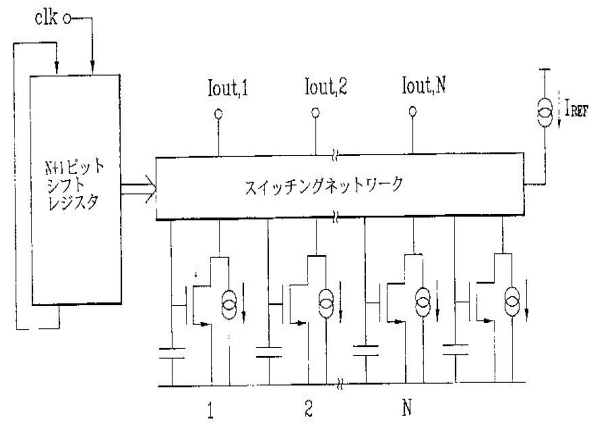 clk
Iout,1
Iout,2
Iout,N
IREF
N+1ビット
シフト
レジスタ
スイッチングネットワーク
1
2
N